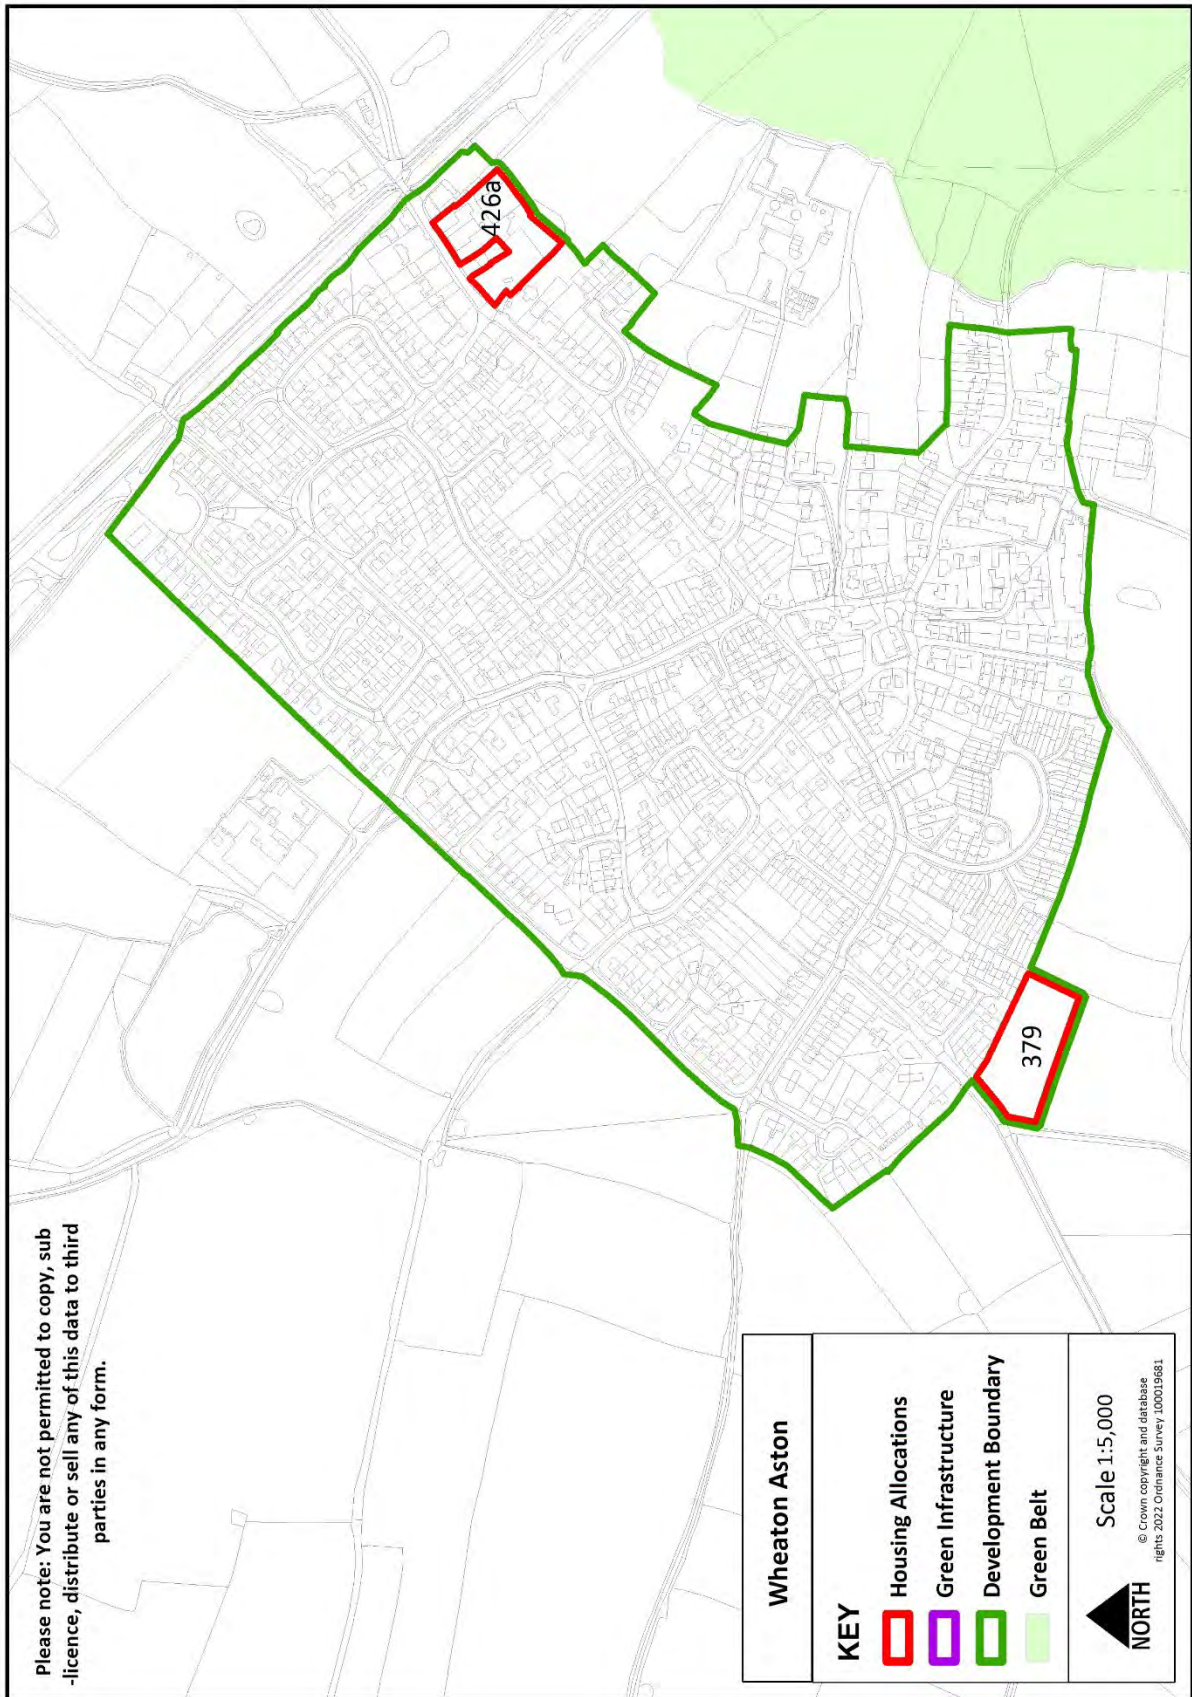 Please note: You are not permitted to copy, sub
-licence, distribute or sell any of this data to third
parties in any form.
426a
379
Wheaton Aston
KEY
Housing Allocations
Green Infrastructure
Development Boundary
Green Belt
NORTH
Scale 1:5,000
© Crown copyright and database
rights 2022 Ordnance Survey 100019681